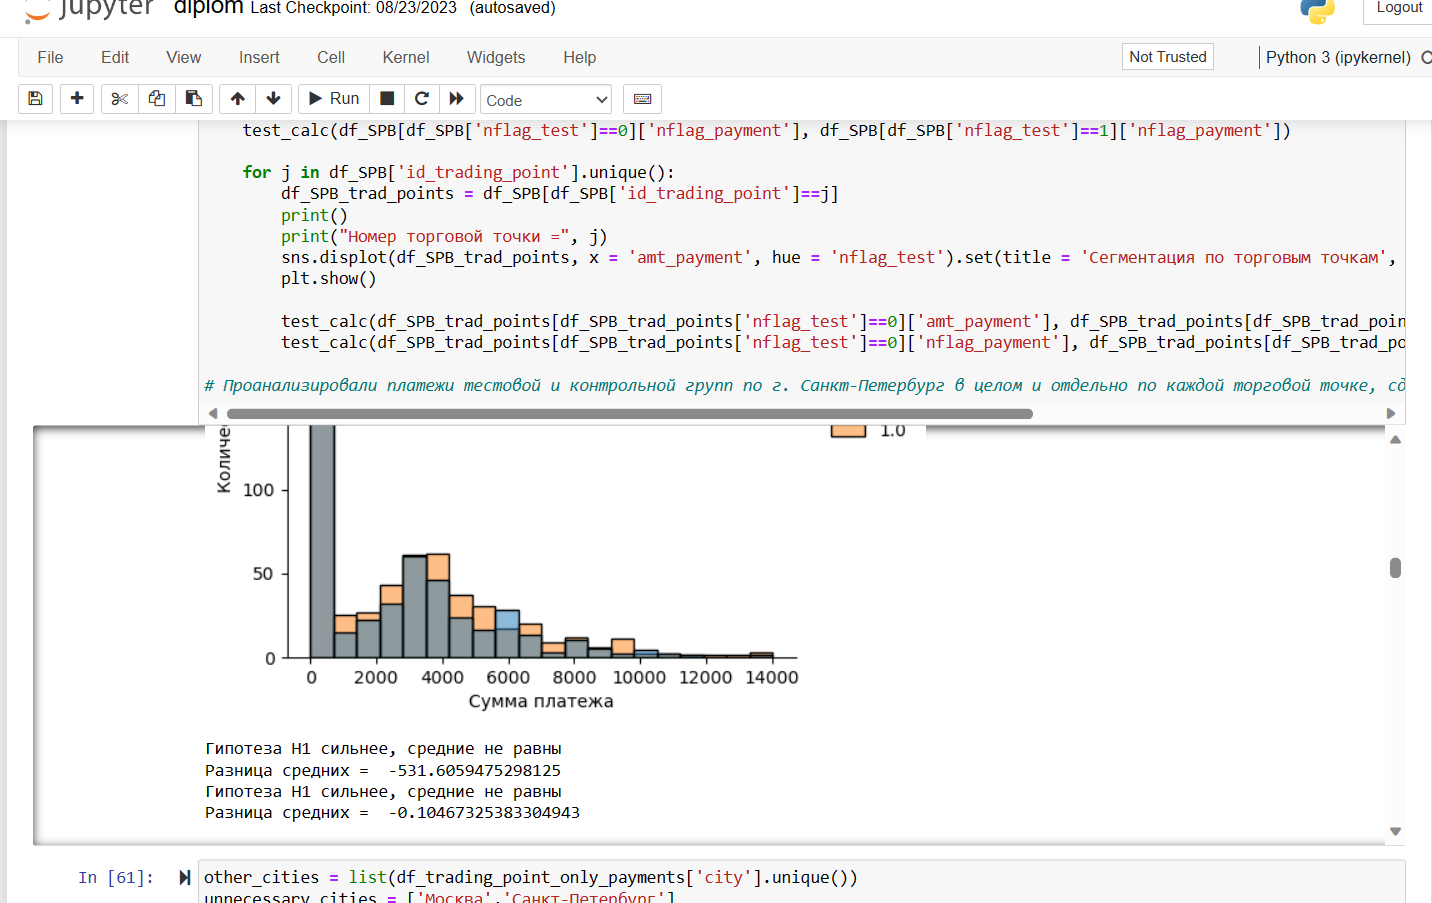 jupyter diplom Last Checkpoint: 08/23/2023 (autosaved)
Logout
File Edit View Insert Cell Kernel Widgets Help
Not Trusted
Python 3 (ipykernel)
Run
Code
test_calc(df_SPB[df_SPB['nflag_test']==0]['nflag_payment'], df_SPB[df_SPB['nflag_test']==1]['nflag_payment'])
for j in df_SPB['id_trading_point'].unique():
df_SPB_trad_points = df_SPB[df_SPB['id_trading_point']==j]
print()
print("Номер торговой точки =", j)
sns.displot(df_SPB_trad_points, x = 'amt_payment', hue = 'nflag_test').set(title = 'Сегментация по торговым точкам',
plt.show()
test_calc(df_SPB_trad_points[df_SPB_trad_points['nflag_test']==0]['amt_payment'], df_SPB_trad_points[df_SPB_trad_poin
test_calc(df_SPB_trad_points[df_SPB_trad_points['nflag_test']==0]['nflag_payment'], df_SPB_trad_points[df_SPB_trad_po
# Проанализировали платежи тестовой и контрольной групп по г. Санкт-Петербург в целом и отдельно по каждой торговой точке, сд
1.0
Количе
100
50
0
0 2000 4000 6000 8000 10000 12000 14000
Сумма платежа
Гипотеза H1 сильнее, средние не равны
Разница средних =  -531.6059475298125
Гипотеза H1 сильнее, средние не равны
Разница средних =  -0.10467325383304943
In [61]:
other_cities = list(df_trading_point_only_payments['city'].unique())
unnecessary_cities = ['Москва','Санкт-Петербург']